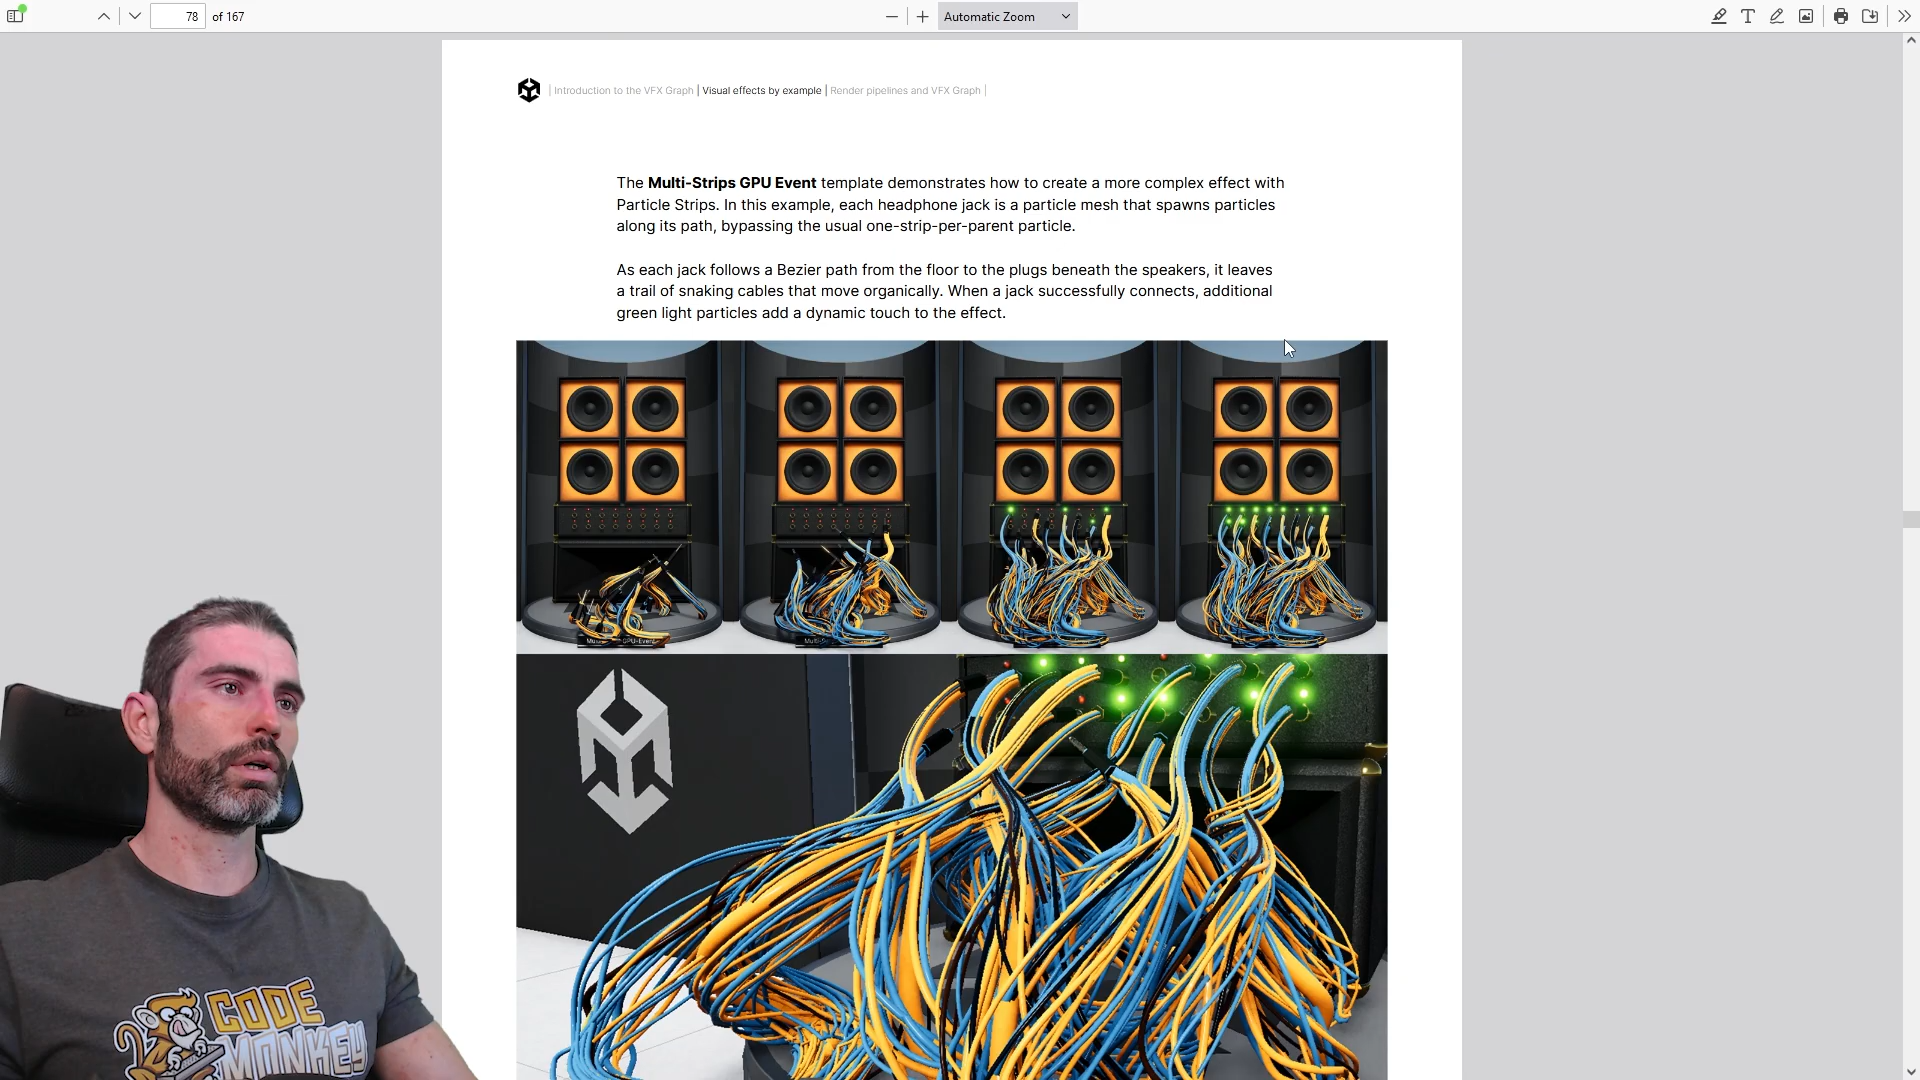 78 of 167
Automatic Zoom
| Introduction to the VFX Graph | Visual effects by example | Render pipelines and VFX Graph |
The Multi-Strips GPU Event template demonstrates how to create a more complex effect with
Particle Strips. In this example, each headphone jack is a particle mesh that spawns particles
along its path, bypassing the usual one-strip-per-parent particle.
As each jack follows a Bezier path from the floor to the plugs beneath the speakers, it leaves
a trail of snaking cables that move organically. When a jack successfully connects, additional
green light particles add a dynamic touch to the effect.
CODE
MONKEY